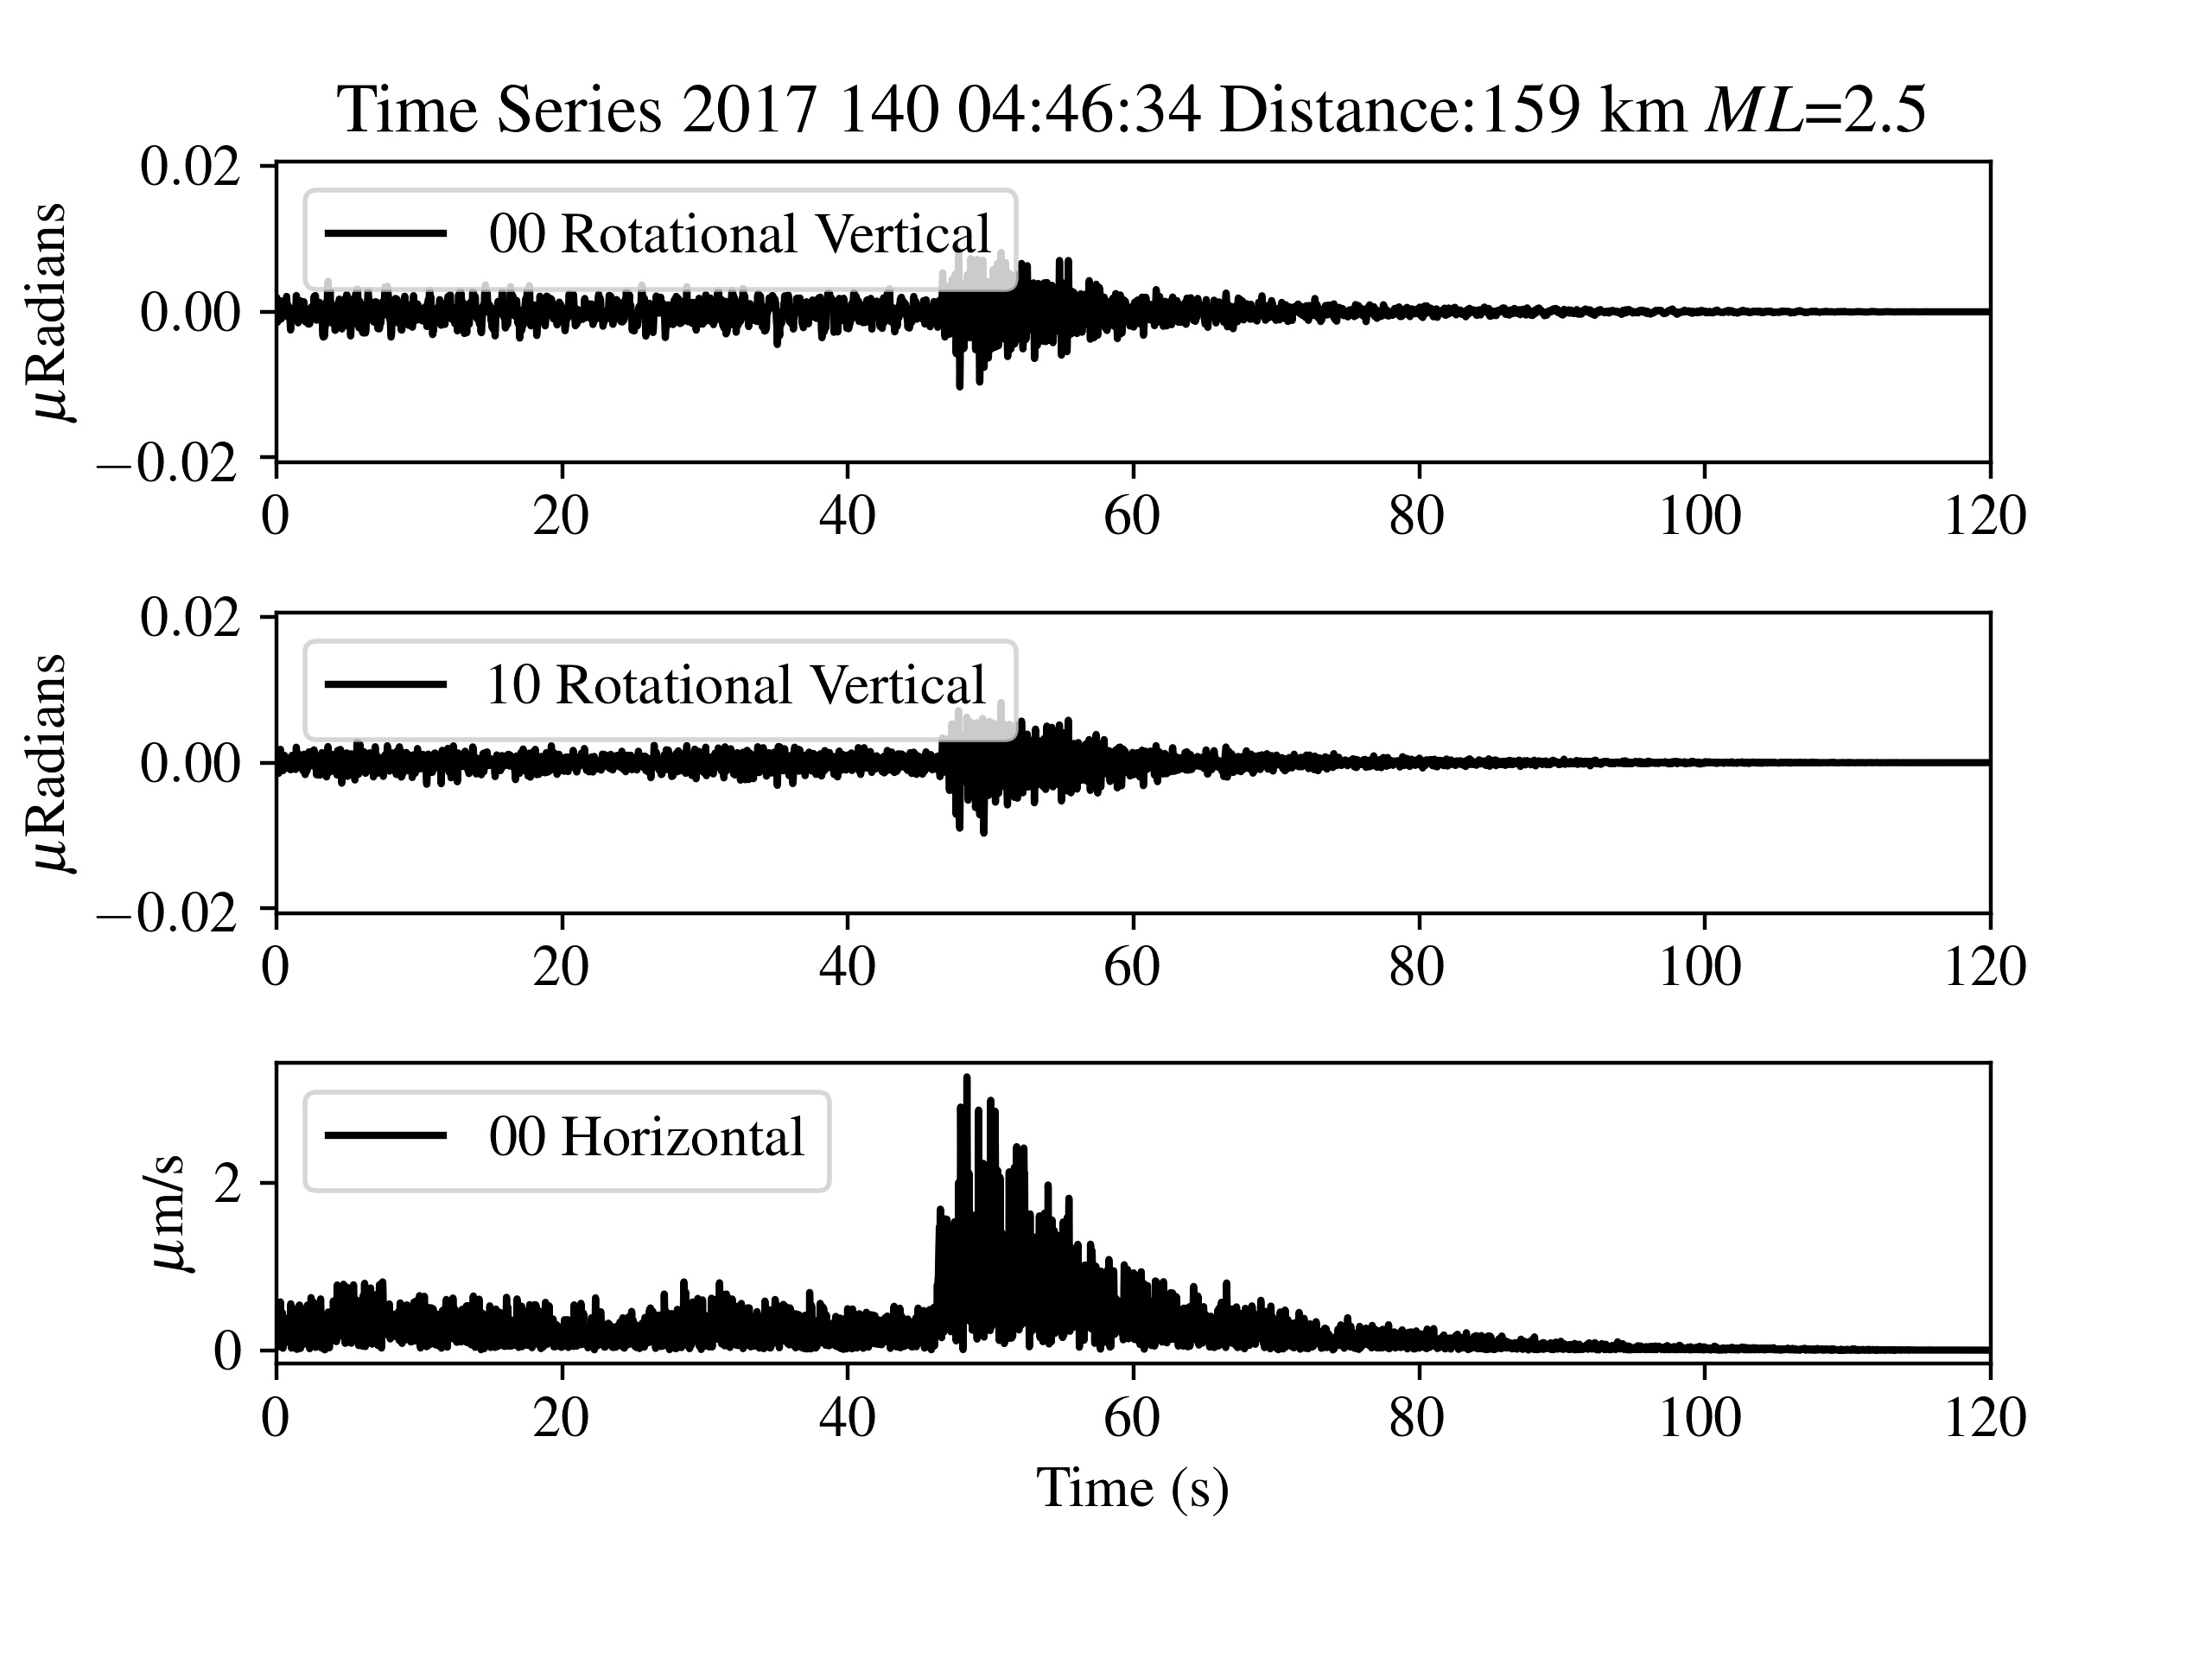 Time Series 2017 140 04:46:34 Distance:159 km ML=2.5
0.02
00 Rotational Vertical
μRadians
0.00
−0.02
0 20 40 60 80 100 120
0.02
10 Rotational Vertical
μRadians
0.00
−0.02
0 20 40 60 80 100 120
00 Horizontal
μm/s
2
0
0 20 40 60 80 100 120
Time (s)